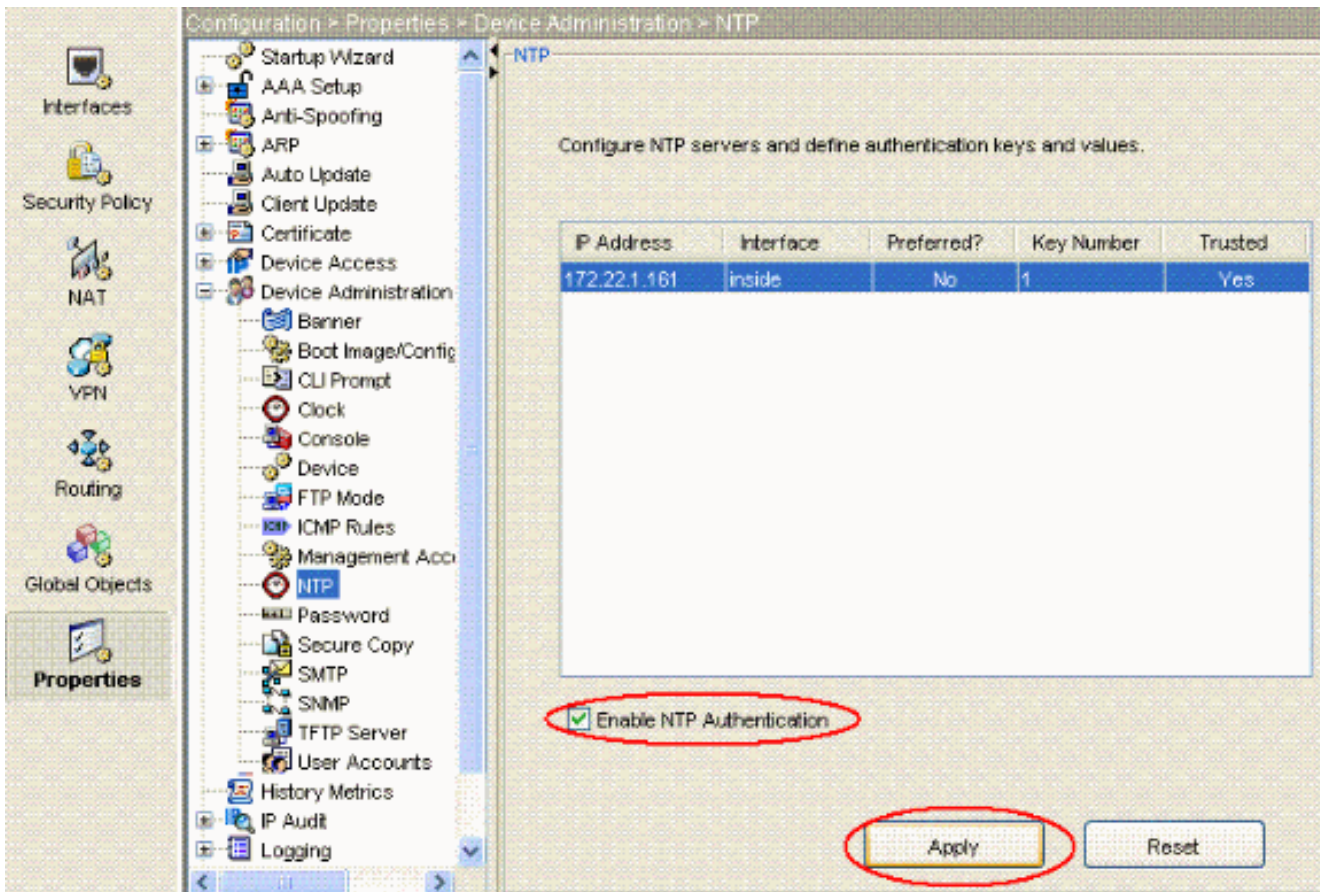 Configuration > Properties > Device Administration > NTP
Interfaces
Security Policy
NAT
VPN
Routing
Global Objects
Properties
Startup Wizard
AAA Setup
Anti-Spoofing
ARP
Auto Update
Client Update
Certificate
Device Access
Device Administration
Banner
Boot Image/Config
CLI Prompt
Clock
Console
Device
FTP Mode
ICMP Rules
Management Acc
NTP
Password
Secure Copy
SMTP
SNMP
TFTP Server
User Accounts
History Metrics
IP Audit
Logging
NTP
Configure NTP servers and define authentication keys and values.
IP Address Interface Preferred? Key Number Trusted
172.22.1.161 inside No 1 Yes
Enable NTP Authentication
Apply Reset